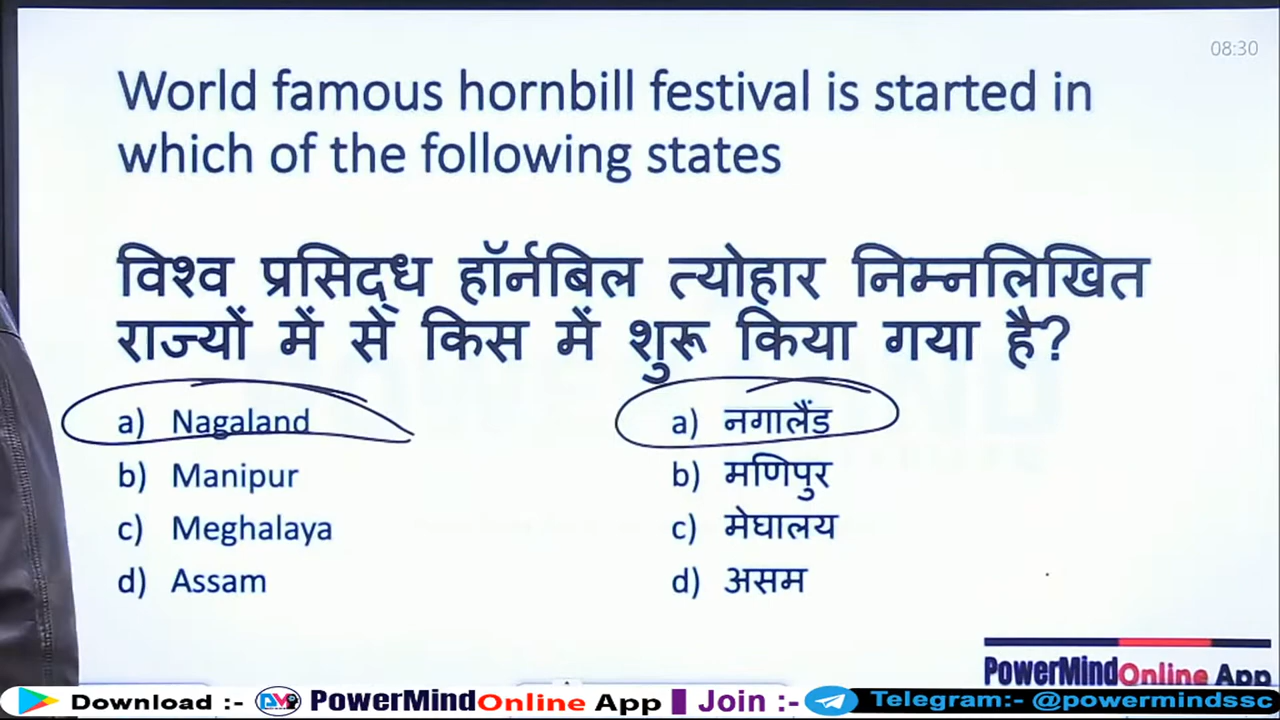 08:30
World famous hornbill festival is started in
which of the following states
विश्व प्रसिद्ध हॉर्नबिल त्योहार निम्नलिखित
राज्यों में से किस में शुरू किया गया है?
a) Nagaland
b) Manipur
c) Meghalaya
d) Assam
a) नगालैंड
b) मणिपुर
c) मेघालय
d) असम
PowerMindOnline App
Download :- PowerMindOnline App Join :- Telegram:- @powermindssc